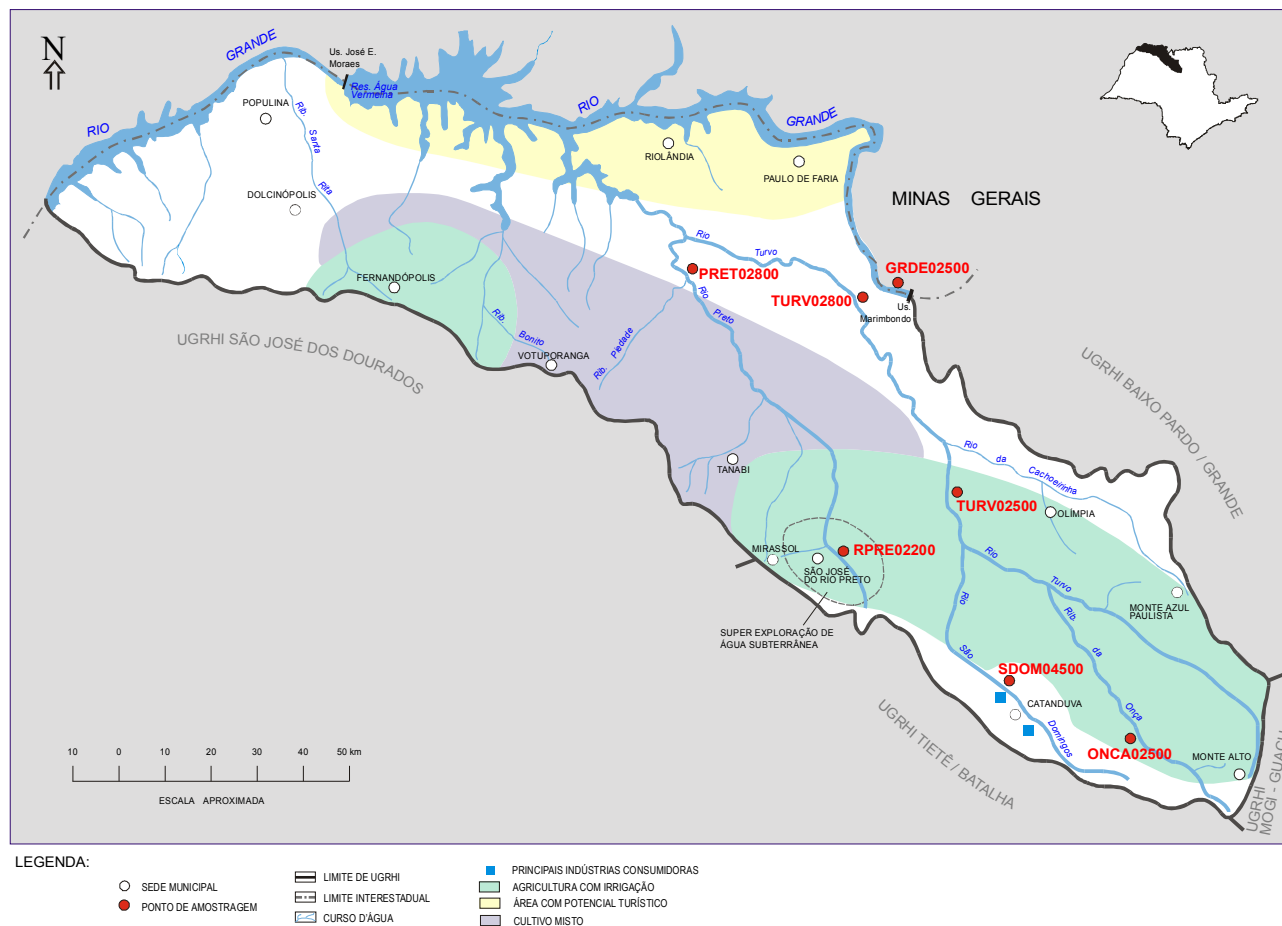 N
GRANDE
Us. José E.
Moraes
Res. Água
Vermelha
POPULINA
RIO
RIO
GRANDE
Rib.
Santa
Rita
RIOLÂNDIA
PAULO DE FARIA
DOLCINÓPOLIS
MINAS GERAIS
Rio
Turvo
GRDE02500
PRET02800
FERNANDÓPOLIS
TURV02800
Us.
Marimbondo
Rio
Preto
UGRHI SÃO JOSÉ DOS DOURADOS
Rib.
Bonito
VOTUPORANGA
Rib. Piedade
UGRHI BAIXO PARDO / GRANDE
Rio
da
Cachoeirinha
TANABI
TURV02500
OLÍMPIA
MIRASSOL
RPRE02200
SÃO JOSÉ
DO RIO PRETO
Rio
Turvo
Rio
Rib.
da
Onça
MONTE AZUL
PAULISTA
SUPER EXPLORAÇÃO DE
ÁGUA SUBTERRÂNEA
São
Domingos
SDOM04500
CATANDUVA
UGRHI TIETÊ / BATALHA
ONCA02500
MONTE ALTO
UGRHI
MOGI - GUAÇU
10 0 10 20 30 40 50 km
ESCALA APROXIMADA
LEGENDA:
SEDE MUNICIPAL
PONTO DE AMOSTRAGEM
LIMITE DE UGRHI
LIMITE INTERESTADUAL
CURSO D'ÁGUA
PRINCIPAIS INDÚSTRIAS CONSUMIDORAS
AGRICULTURA COM IRRIGAÇÃO
ÁREA COM POTENCIAL TURÍSTICO
CULTIVO MISTO